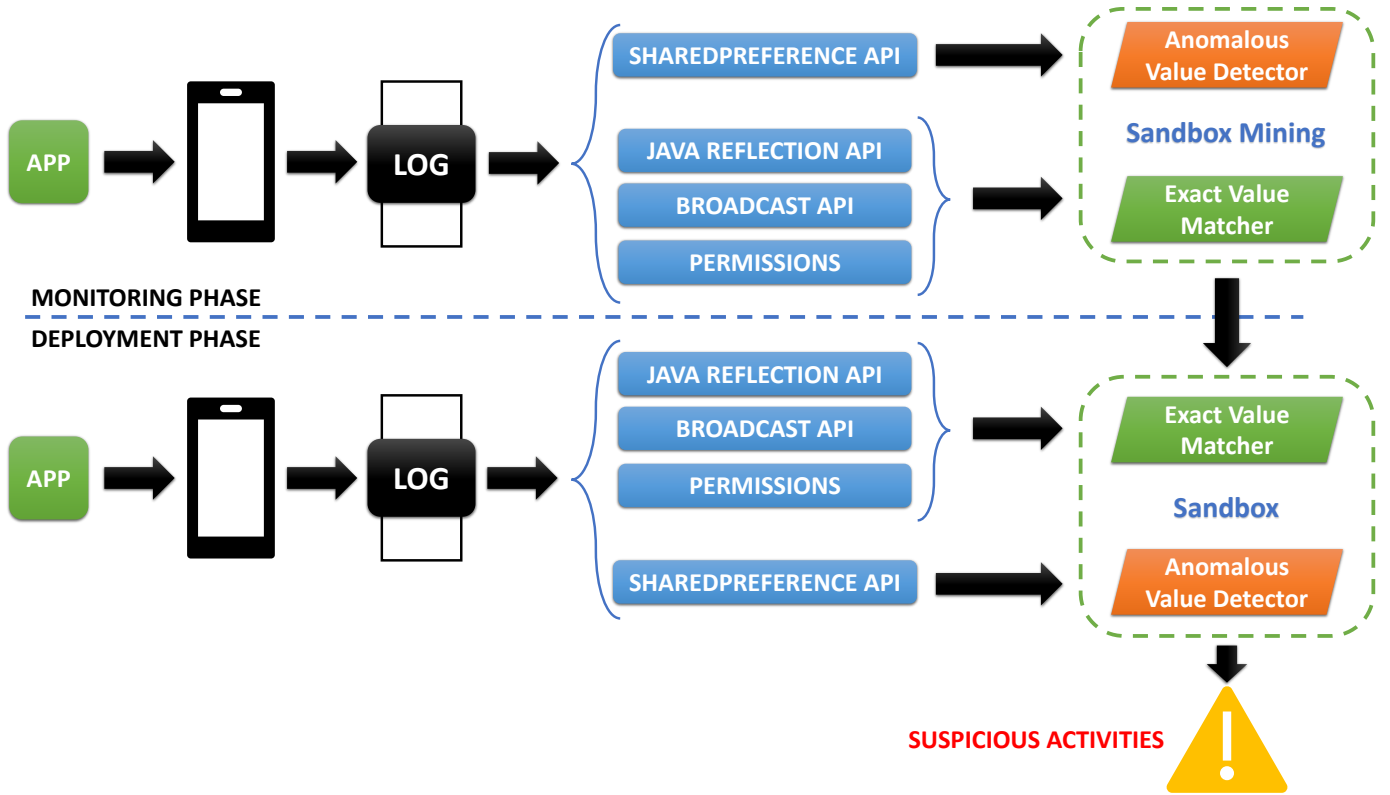 SHAREDPREFERENCE API
Anomalous
Value Detector
APP
LOG
JAVA REFLECTION API
BROADCAST API
PERMISSIONS
Sandbox Mining
Exact Value
Matcher
MONITORING PHASE
DEPLOYMENT PHASE
APP
LOG
JAVA REFLECTION API
BROADCAST API
PERMISSIONS
SHAREDPREFERENCE API
Exact Value
Matcher
Sandbox
Anomalous
Value Detector
SUSPICIOUS ACTIVITIES